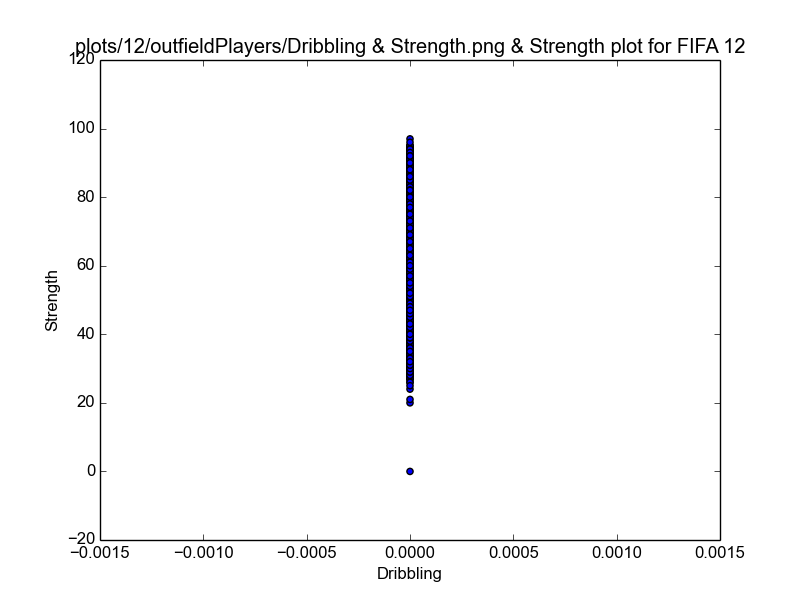 plots/12/outfieldPlayers/Dribbling & Strength.png & Strength plot for FIFA 12
120
100
80
60
40
20
0
−20
Strength
−0.0015 −0.0010 −0.0005 0.0000 0.0005 0.0010 0.0015
Dribbling